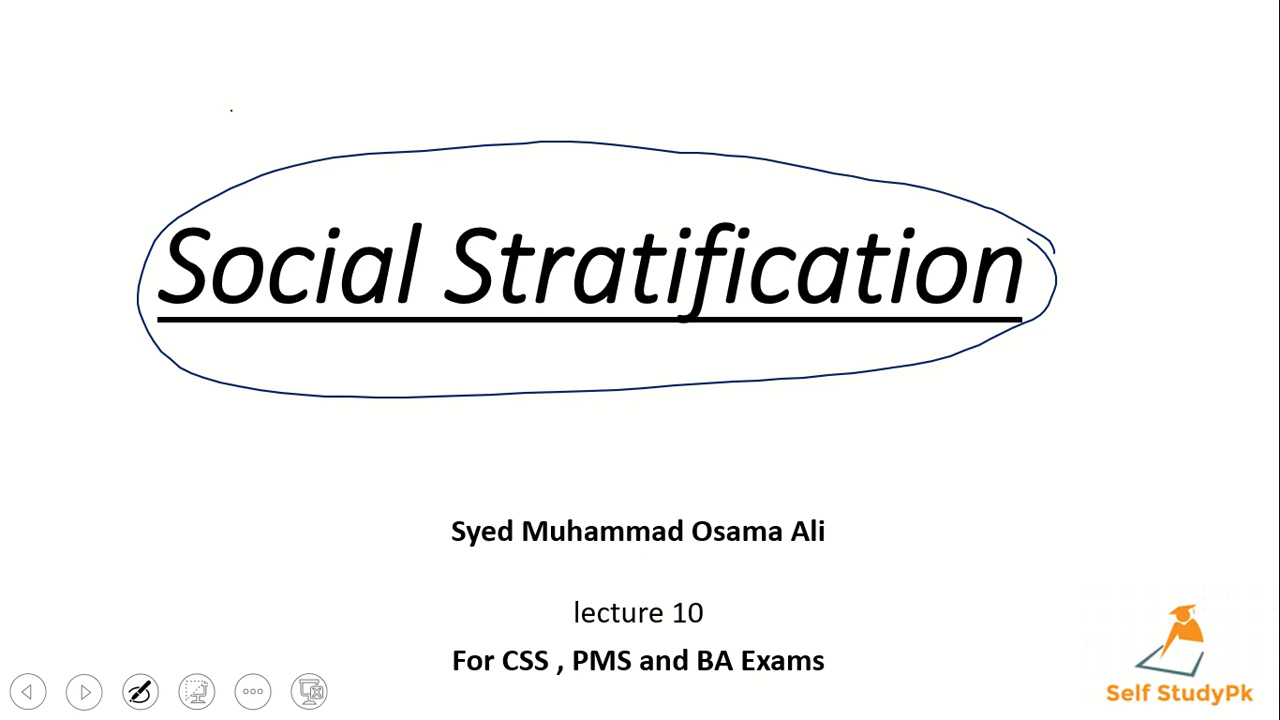 Social Stratification
Syed Muhammad Osama Ali
lecture 10
For CSS , PMS and BA Exams
Self StudyPk